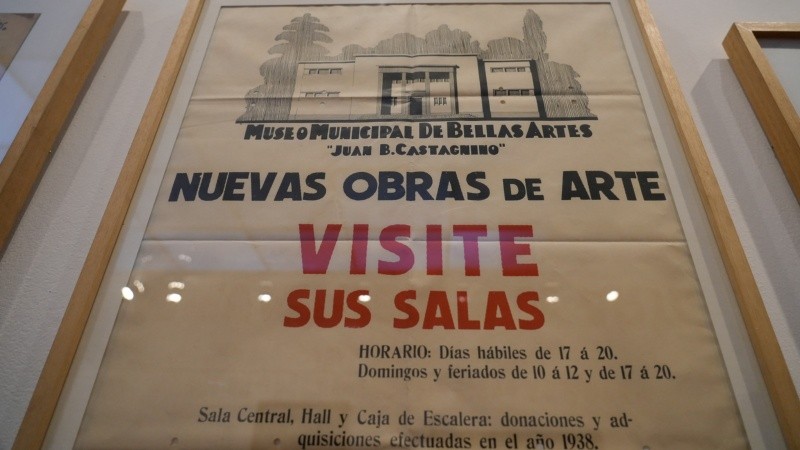 MUSEO MUNICIPAL DE BELLAS ARTES
"JUAN B. CASTAGNINO"
NUEVAS OBRAS DE ARTE
VISITE
SUS SALAS
HORARIO: Días hábiles de 17 á 20.
Domingos y feriados de 10 á 12 y de 17 á 20.
Sala Central, Hall y Caja de Escalera: donaciones y ad-
quisiciones efectuadas en el año 1938.